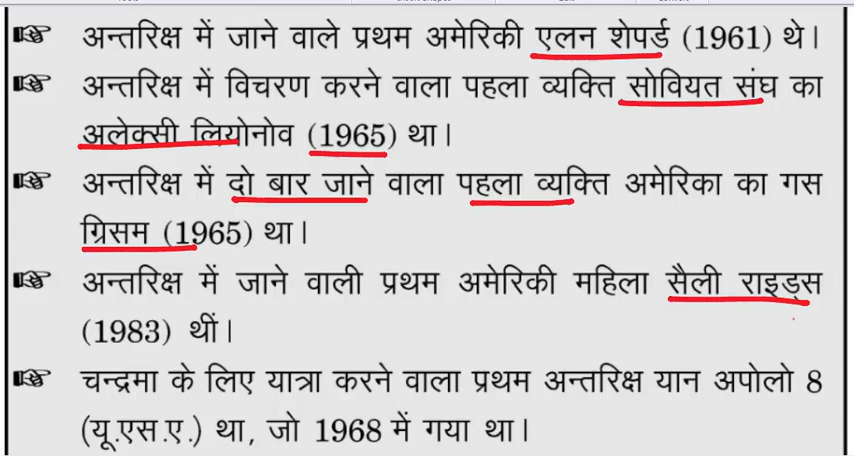 ☞ अन्तरिक्ष में जाने वाले प्रथम अमेरिकी एलन शेपर्ड (1961) थे।
☞ अन्तरिक्ष में विचरण करने वाला पहला व्यक्ति सोवियत संघ का
अलेक्सी लियोनोव (1965) था।
☞ अन्तरिक्ष में दो बार जाने वाला पहला व्यक्ति अमेरिका का गस
ग्रिसम (1965) था।
☞ अन्तरिक्ष में जाने वाली प्रथम अमेरिकी महिला सैली राइड्स
(1983) थीं।
☞ चन्द्रमा के लिए यात्रा करने वाला प्रथम अन्तरिक्ष यान अपोलो 8
(यू.एस.ए.) था, जो 1968 में गया था।